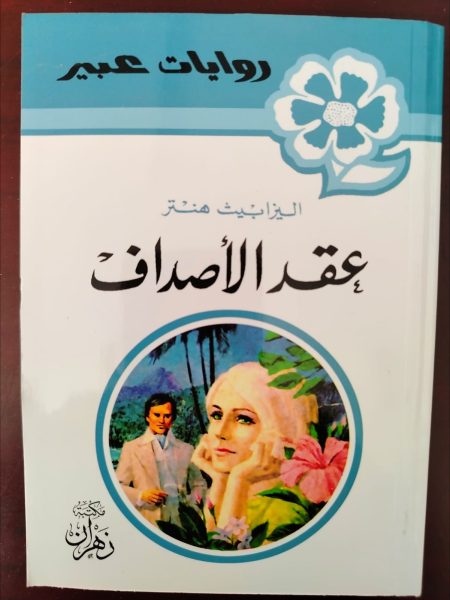 روايات عبير
اليزابيث هنتر
عقد الأصداف
مكتبة
زهران